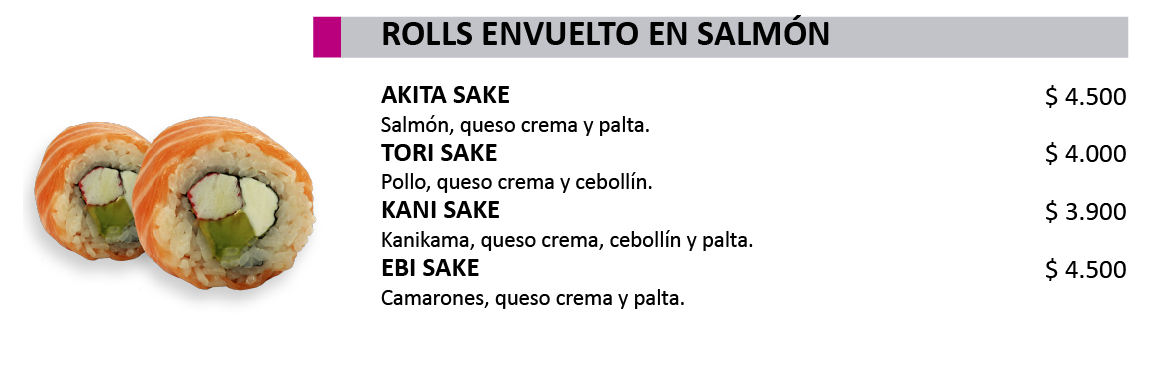 ROLLS ENVUELTO EN SALMÓN
AKITA SAKE $ 4.500
Salmón, queso crema y palta.
TORI SAKE $ 4.000
Pollo, queso crema y cebollín.
KANI SAKE $ 3.900
Kanikama, queso crema, cebollín y palta.
EBI SAKE $ 4.500
Camarones, queso crema y palta.